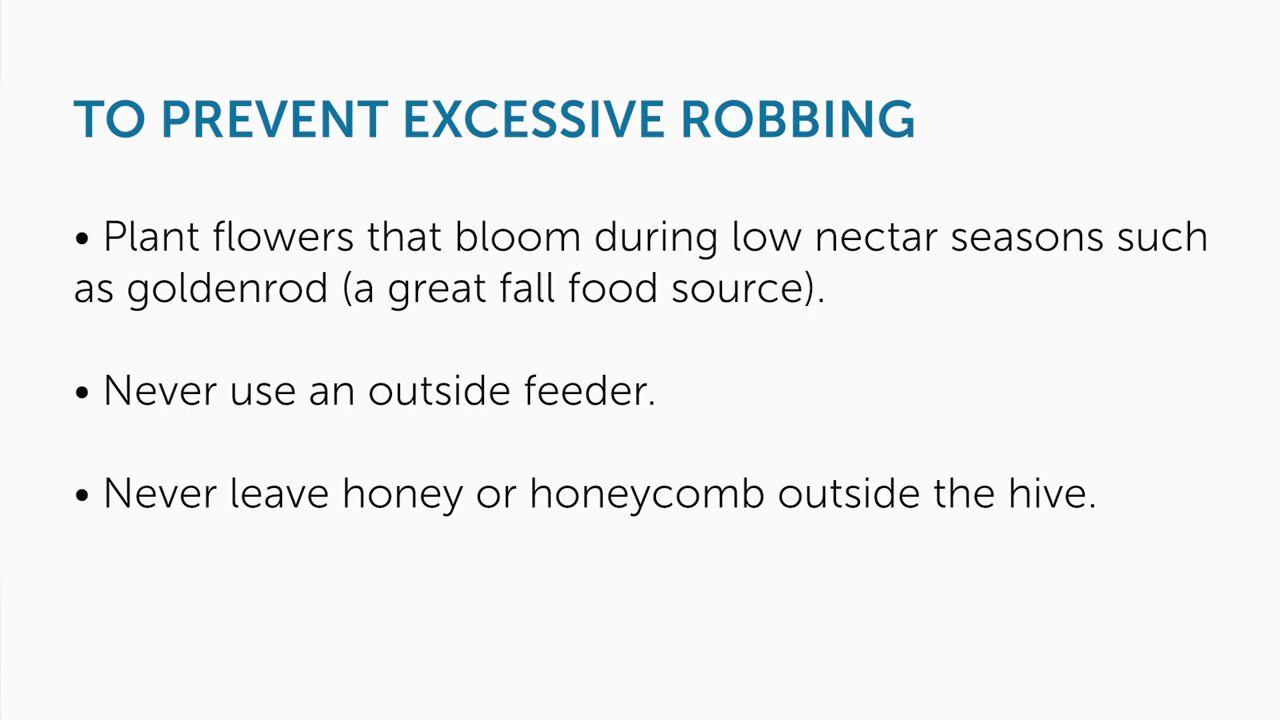 TO PREVENT EXCESSIVE ROBBING
• Plant flowers that bloom during low nectar seasons such
as goldenrod (a great fall food source).
• Never use an outside feeder.
• Never leave honey or honeycomb outside the hive.